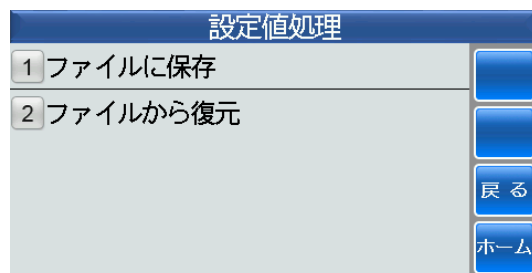 設定値処理
1 ファイルに保存
2 ファイルから復元
戻 る
ホーム